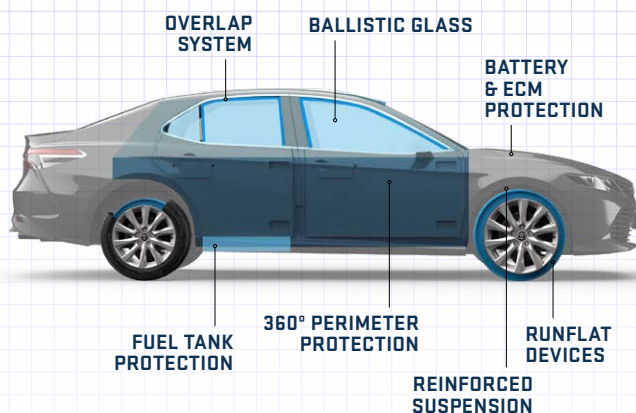 OVERLAP
SYSTEM
BALLISTIC GLASS
BATTERY
& ECM
PROTECTION
FUEL TANK
PROTECTION
360° PERIMETER
PROTECTION
RUNFLAT
DEVICES
REINFORCED
SUSPENSION